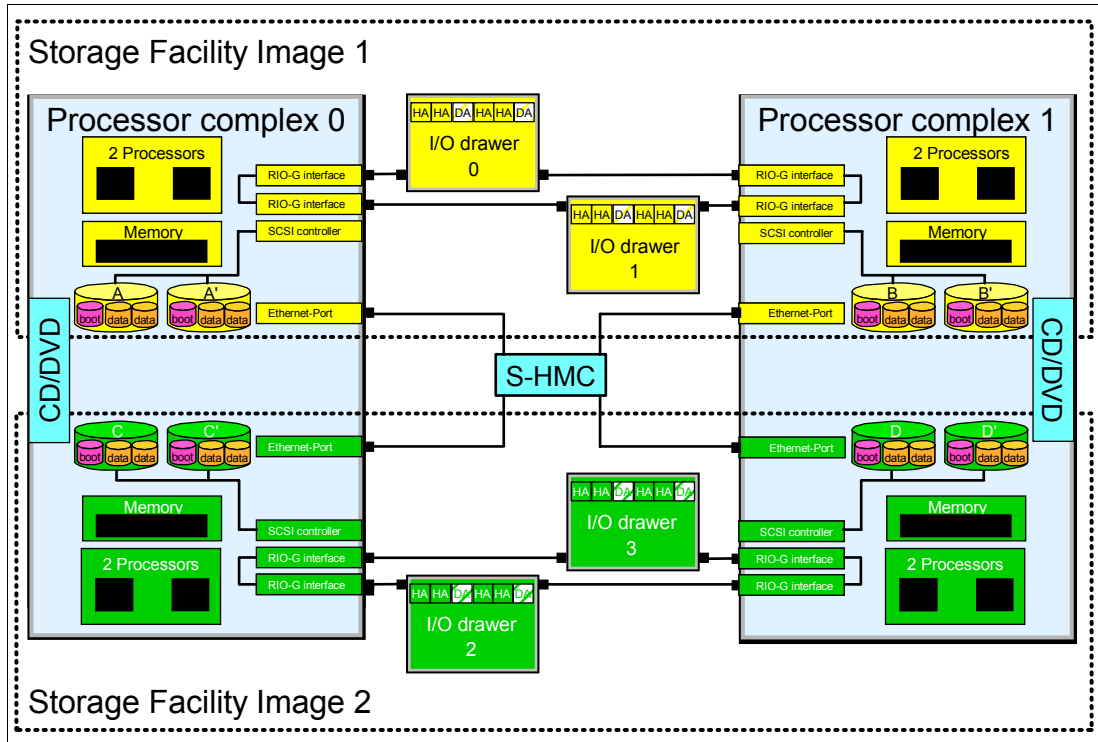 Storage Facility Image 1
Processor complex 0
2 Processors
RIO-G interface
RIO-G interface
Memory
SCSI controller
A
A'
boot data data
boot data data
Ethernet-Port
CD/DVD
HA HA DA HA HA DA
I/O drawer
0
HA HA DA HA HA DA
I/O drawer
1
Processor complex 1
2 Processors
RIO-G interface
RIO-G interface
Memory
SCSI controller
B
B'
boot data data
boot data data
Ethernet-Port
CD/DVD
S-HMC
C
C'
boot data data
boot data data
Ethernet-Port
Memory
SCSI controller
2 Processors
RIO-G interface
RIO-G interface
HA HA DA HA HA DA
I/O drawer
3
HA HA DA HA HA DA
I/O drawer
2
D
D'
boot data data
boot data data
Ethernet-Port
Memory
SCSI controller
2 Processors
RIO-G interface
RIO-G interface
Storage Facility Image 2